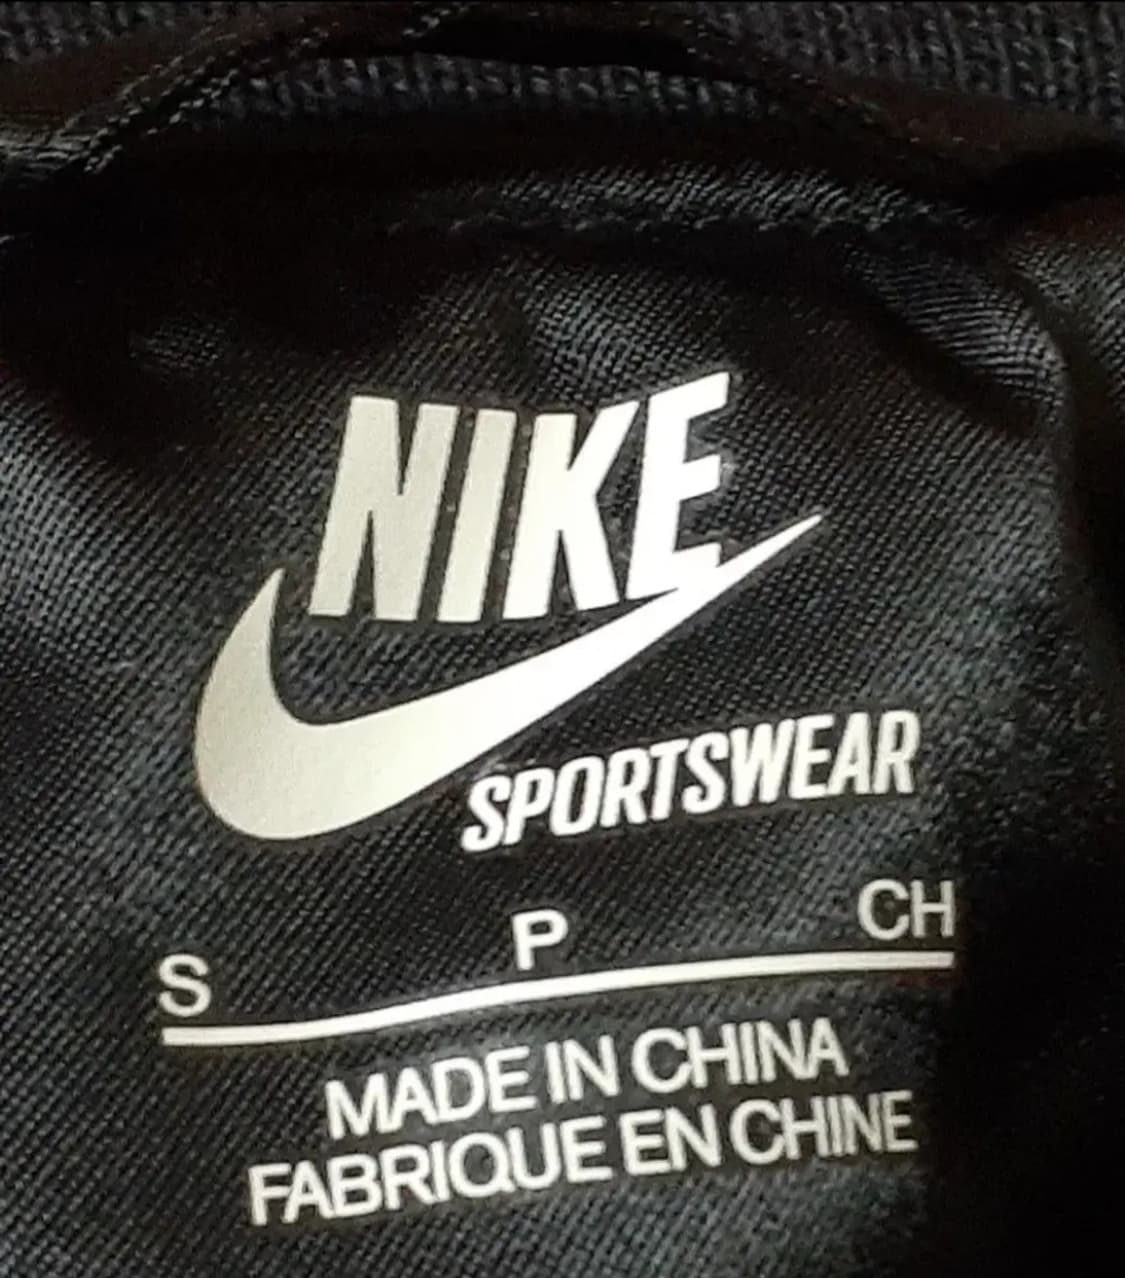 NIKE
SPORTSWEAR
S P CH
MADE IN CHINA
FABRIQUE EN CHINE